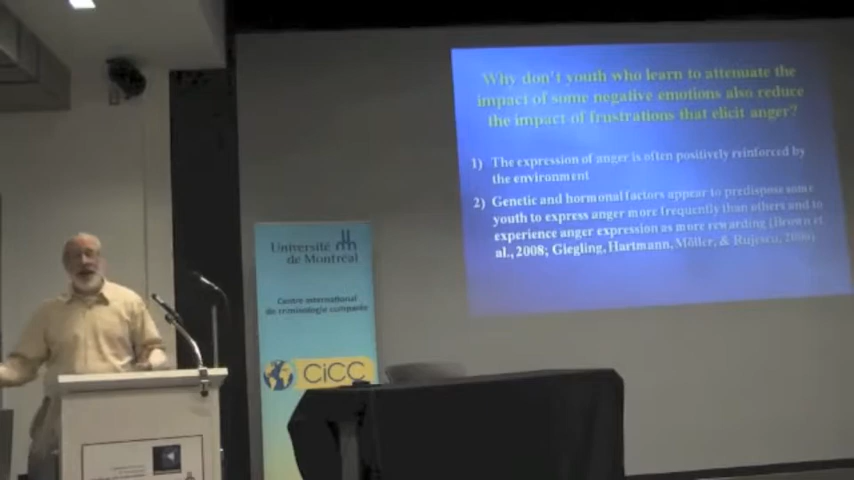 Why don't youth who learn to attenuate the
impact of some negative emotions also reduce
the impact of frustrations that elicit anger?
1) The expression of anger is often positively reinforced by
the environment
2) Genetic and hormonal factors appear to predispose some
youth to express anger more frequently than others and to
experience anger expression as more rewarding (Brown et
al., 2008; Giegling, Hartmann, Möller, & Rujescu,
Université
de Montréal
Centre international
de criminologie comparée
CiCC